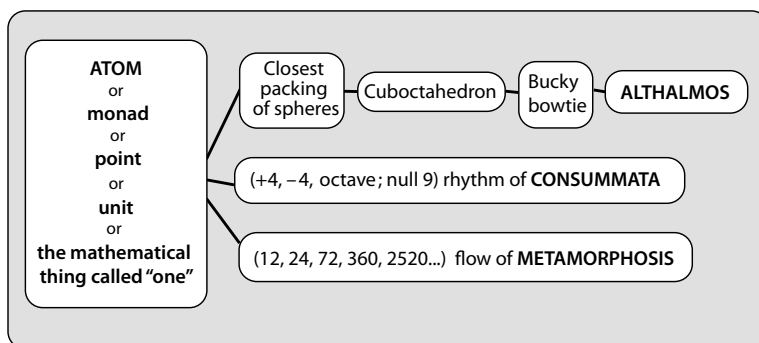 ATOM
or
monad
or
point
or
unit
or
the mathematical
thing called “one”
Closest
packing
of spheres
Cuboctahedron
Bucky
bowtie
ALTHALMOS
(+4, –4, octave; null 9) rhythm of CONSUMMATA
(12, 24, 72, 360, 2520...) flow of METAMORPHOSIS